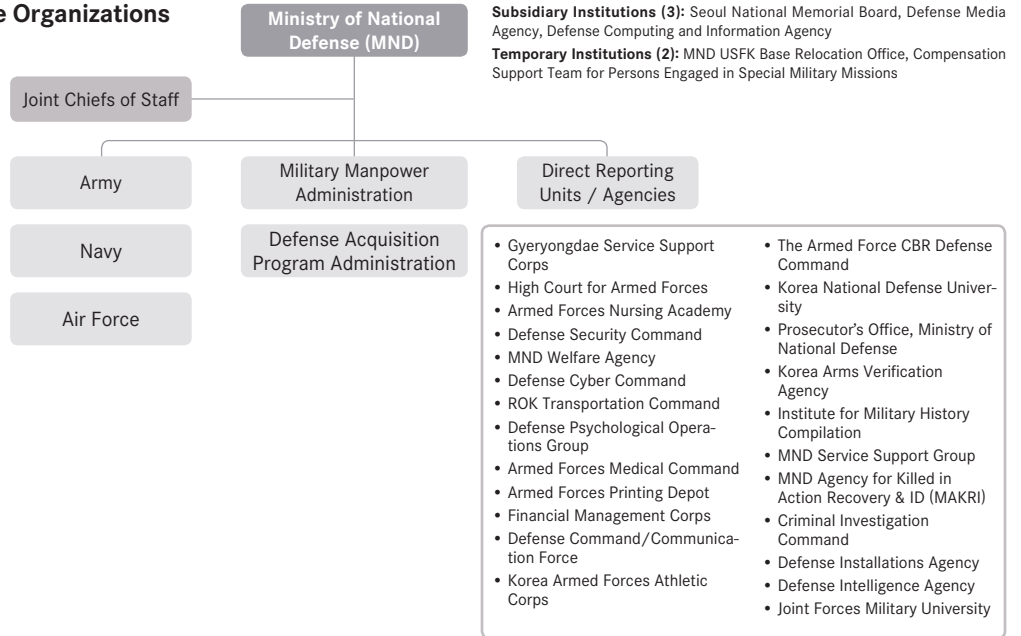 e Organizations
Ministry of National
Defense (MND)
Subsidiary Institutions (3): Seoul National Memorial Board, Defense Media
Agency, Defense Computing and Information Agency
Temporary Institutions (2): MND USFK Base Relocation Office, Compensation
Support Team for Persons Engaged in Special Military Missions
Joint Chiefs of Staff
Army
Military Manpower
Administration
Direct Reporting
Units / Agencies
Navy
Defense Acquisition
Program Administration
Air Force
• Gyeryongdae Service Support
Corps
• High Court for Armed Forces
• Armed Forces Nursing Academy
• Defense Security Command
• MND Welfare Agency
• Defense Cyber Command
• ROK Transportation Command
• Defense Psychological Opera-
tions Group
• Armed Forces Medical Command
• Armed Forces Printing Depot
• Financial Management Corps
• Defense Command/Communica-
tion Force
• Korea Armed Forces Athletic
Corps
• The Armed Force CBR Defense
Command
• Korea National Defense Univer-
sity
• Prosecutor's Office, Ministry of
National Defense
• Korea Arms Verification
Agency
• Institute for Military History
Compilation
• MND Service Support Group
• MND Agency for Killed in
Action Recovery & ID (MAKRI)
• Criminal Investigation
Command
• Defense Installations Agency
• Defense Intelligence Agency
• Joint Forces Military University